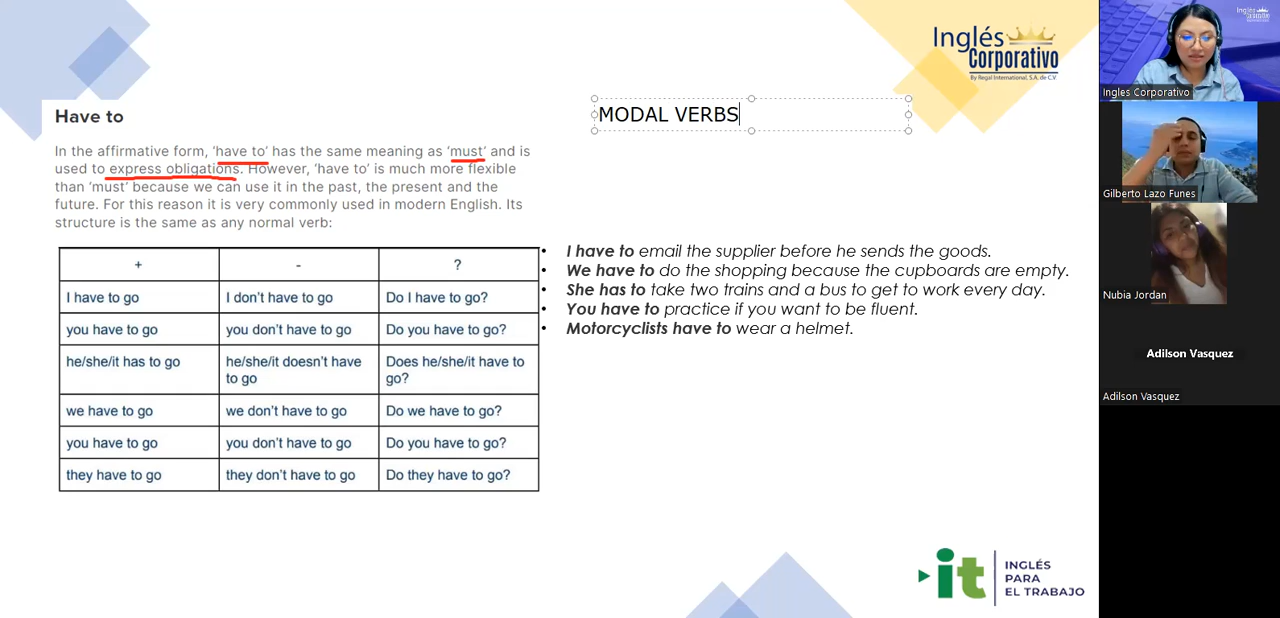 Inglés
Corporativo
By Regal International, S.A. de C.V.
MODAL VERBS
Have to
In the affirmative form, ‘have to’ has the same meaning as ‘must’ and is
used to express obligations. However, ‘have to’ is much more flexible
than ‘must’ because we can use it in the past, the present and the
future. For this reason it is very commonly used in modern English. Its
structure is the same as any normal verb:
+ - ?
I have to go I don’t have to go Do I have to go?
you have to go you don’t have to go Do you have to go?
he/she/it has to go he/she/it doesn’t have to go Does he/she/it have to go?
we have to go we don’t have to go Do we have to go?
you have to go you don’t have to go Do you have to go?
they have to go they don’t have to go Do they have to go?
• I have to email the supplier before he sends the goods.
• We have to do the shopping because the cupboards are empty.
• She has to take two trains and a bus to get to work every day.
• You have to practice if you want to be fluent.
• Motorcyclists have to wear a helmet.
it
INGLÉS
PARA
EL TRABAJO
Ingles Corporativo
Gilberto Lazo Funes
Nubia Jordan
Adilson Vasquez
Adilson Vasquez